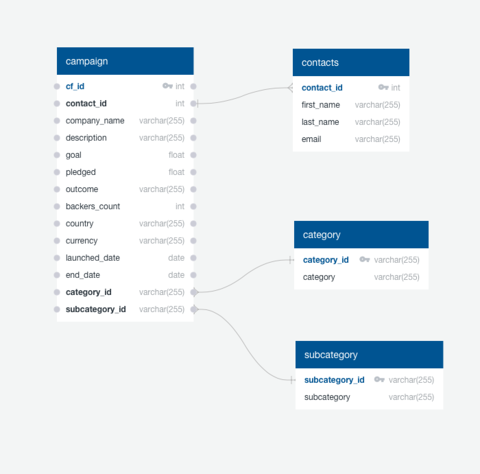 campaign
cf_id int
contact_id int
company_name varchar(255)
description varchar(255)
goal float
pledged float
outcome varchar(255)
backers_count int
country varchar(255)
currency varchar(255)
launched_date date
end_date date
category_id varchar(255)
subcategory_id varchar(255)
contacts
contact_id int
first_name varchar(255)
last_name varchar(255)
email varchar(255)
category
category_id varchar(255)
category varchar(255)
subcategory
subcategory_id varchar(255)
subcategory varchar(255)